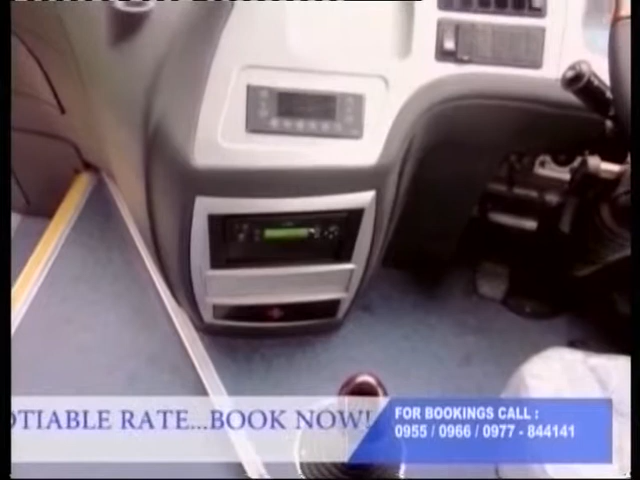 OTIABLE RATE...BOOK NOW!
FOR BOOKINGS CALL :
0955 / 0966 / 0977 - 844141